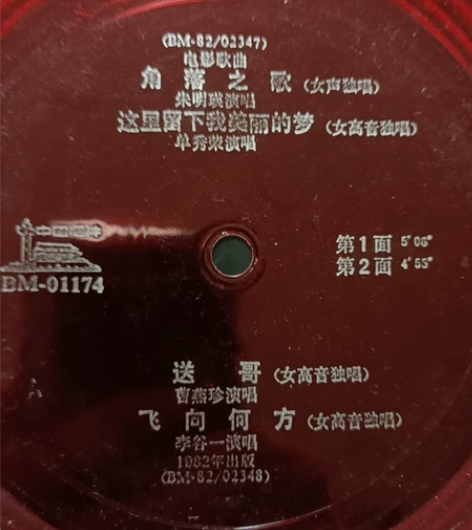 (BM-82/02347)
电影歌曲
角落之歌(女声独唱)
朱明瑛演唱
这里留下我美丽的梦(女高音独唱)
单秀荣演唱
中国唱片
BM-01174
第1面 5′06″
第2面 4′55″
送哥(女高音独唱)
曹燕珍演唱
飞向何方(女高音独唱)
李谷一演唱
1982年出版
(BM-82/02348)
A